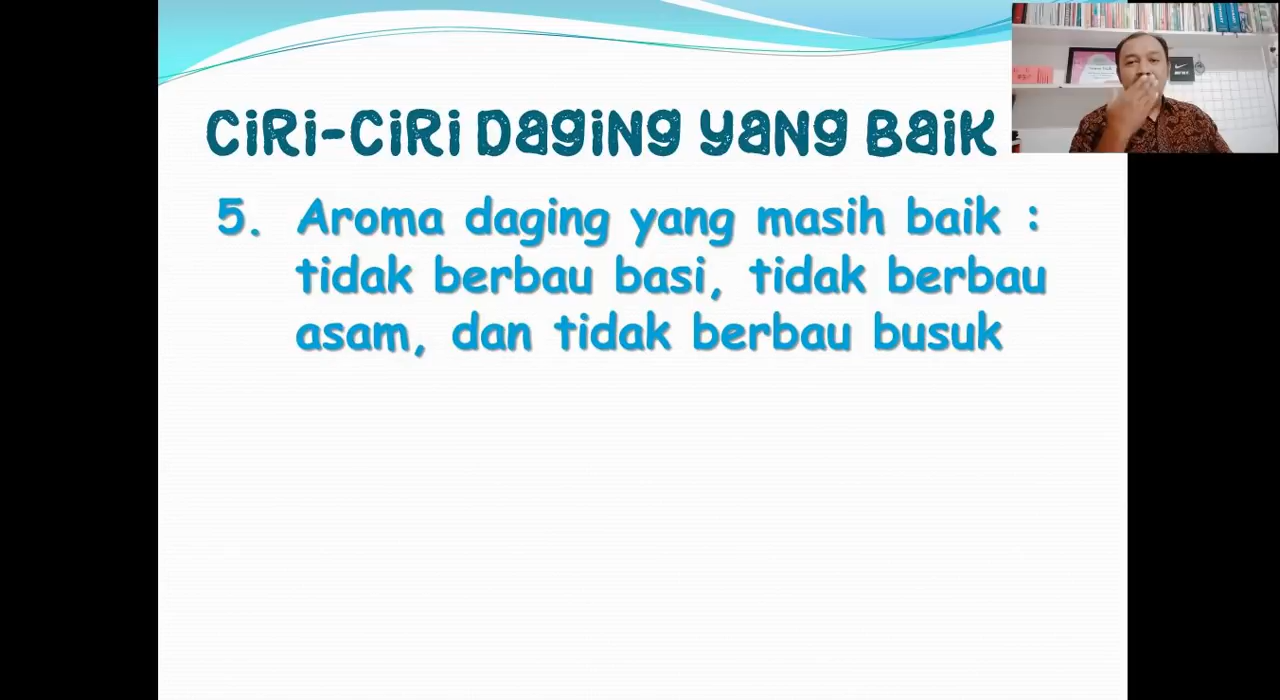 CiRi-CiRi Daging yang Baik
5. Aroma daging yang masih baik :
tidak berbau basi, tidak berbau
asam, dan tidak berbau busuk